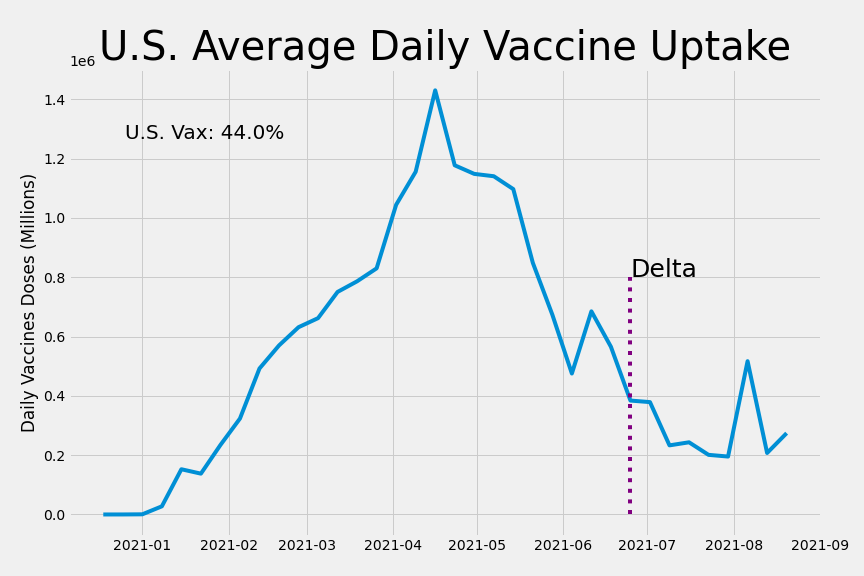 U.S. Average Daily Vaccine Uptake
1e6
1.4
U.S. Vax: 44.0%
1.2
1.0
Delta
0.8
0.6
0.4
0.2
0.0
Daily Vaccines Doses (Millions)
2021-01 2021-02 2021-03 2021-04 2021-05 2021-06 2021-07 2021-08 2021-09